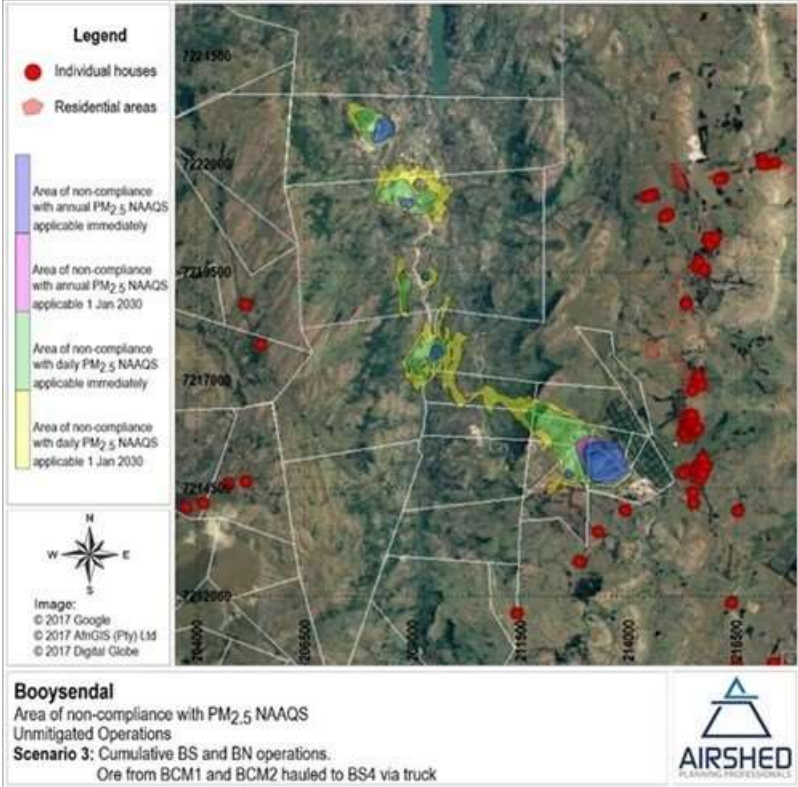 Legend
Individual houses
Residential areas
Area of non-compliance
with annual PM2.5 NAAQS
applicable immediately
Area of non-compliance
with annual PM2.5 NAAQS
applicable 1 Jan 2030
Area of non-compliance
with daily PM2.5 NAAQS
applicable immediately
Area of non-compliance
with daily PM2.5 NAAQS
applicable 1 Jan 2030
N
W E
S
Image:
© 2017 Google
© 2017 AfriGIS (Pty) Ltd
© 2017 Digital Globe
7224500
7222000
7219500
7217000
7214500
7212000
204000
206500
209000
211500
214000
216500
Booysendal
Area of non-compliance with PM2.5 NAAQS
Unmitigated Operations
Scenario 3: Cumulative BS and BN operations.
Ore from BCM1 and BCM2 hauled to BS4 via truck
AIRSHED
PLANNING PROFESSIONALS